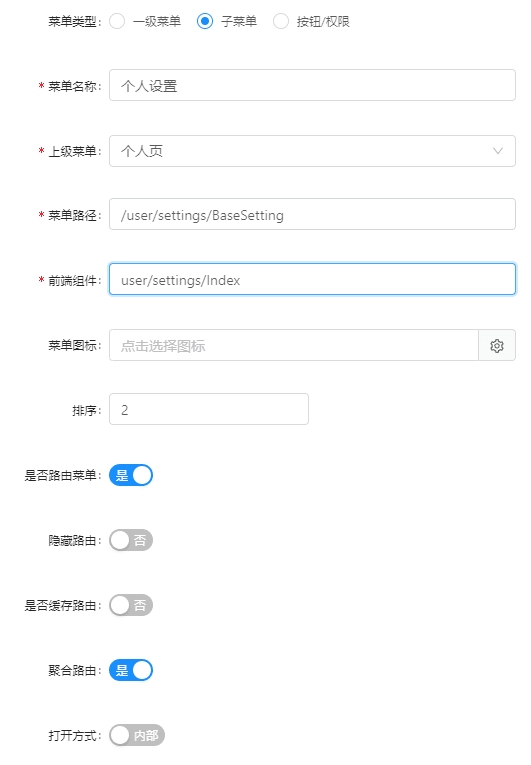 菜单类型: 一级菜单 子菜单 按钮/权限
* 菜单名称: 个人设置
* 上级菜单: 个人页
* 菜单路径: /user/settings/BaseSetting
* 前端组件: user/settings/Index
菜单图标: 点击选择图标
排序: 2
是否路由菜单: 是
隐藏路由: 否
是否缓存路由: 否
聚合路由: 是
打开方式: 内部